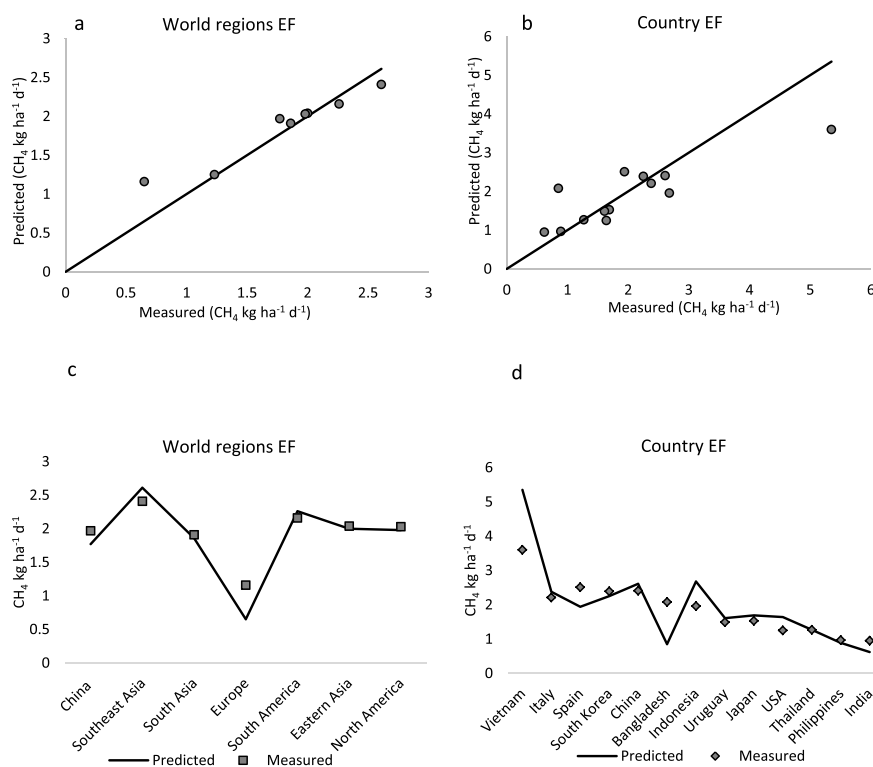 a
World regions EF
3
2.5
2
1.5
1
0.5
0
0
0.5
1
1.5
2
2.5
3
Predicted (CH4 kg ha-1 d-1)
Measured (CH4 kg ha-1 d-1)
b
Country EF
6
5
4
3
2
1
0
0
1
2
3
4
5
6
Predicted (CH4 kg ha-1 d-1)
Measured (CH4 kg ha-1 d-1)
c
World regions EF
3
2.5
2
1.5
1
0.5
0
CH4 kg ha-1 d-1
China
Southeast Asia
South Asia
Europe
South America
Eastern Asia
North America
Predicted
Measured
d
Country EF
6
5
4
3
2
1
0
CH4 kg ha-1 d-1
Vietnam
Italy
Spain
South Korea
China
Bangladesh
Indonesia
Uruguay
Japan
USA
Thailand
Philippines
India
Predicted
Measured